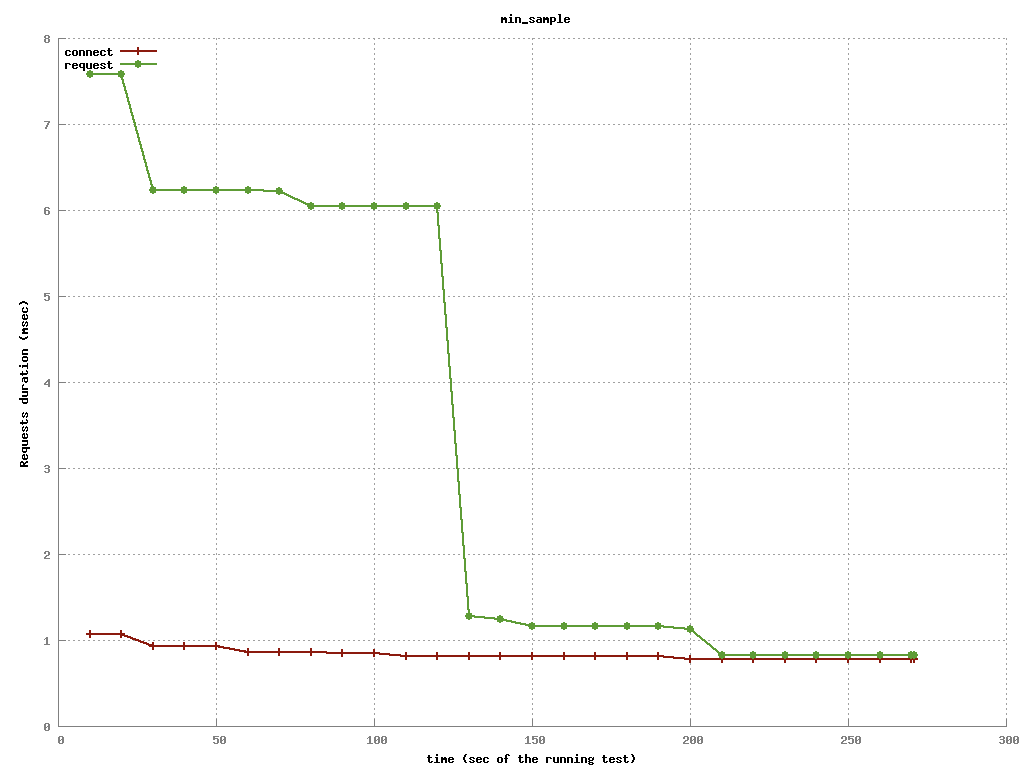 min_sample
connect
request
8
7
6
5
4
3
2
1
0
Requests duration (msec)
0 50 100 150 200 250 300
time (sec of the running test)